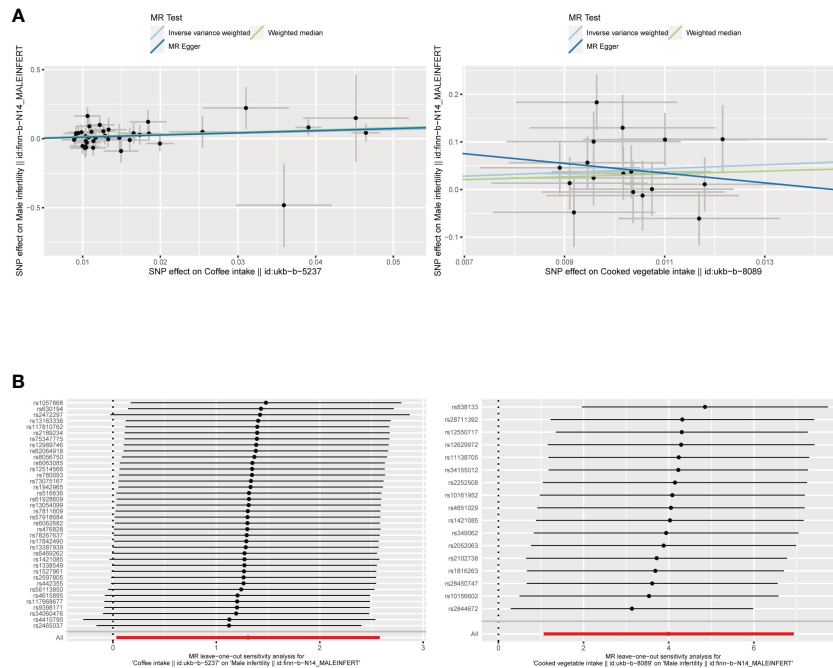 A
MR Test
Inverse variance weighted
Weighted median
MR Egger
SNP effect on Male infertility || id:finn−b−N14_MALEINFERT
0.5
0.0
−0.5
0.01
0.02
0.03
0.04
0.05
SNP effect on Coffee intake || id:ukb−b−5237
MR Test
Inverse variance weighted
Weighted median
MR Egger
SNP effect on Male infertility || id:finn−b−N14_MALEINFERT
0.2
0.1
0.0
−0.1
0.007
0.009
0.011
0.013
SNP effect on Cooked vegetable intake || id:ukb−b−8089
B
rs1057868
rs630194
rs2472297
rs13163336
rs117810762
rs2189234
rs75347775
rs12989746
rs62064918
rs8056750
rs6063085
rs12514566
rs780093
rs73075167
rs1942965
rs516636
rs61928609
rs13054099
rs7811609
rs57918684
rs6062682
rs476828
rs78267637
rs17842490
rs13387939
rs6469262
rs1421085
rs1338549
rs1527961
rs2597805
rs442355
rs56113850
rs4615895
rs117968677
rs9398171
rs34060476
rs4410790
rs2465037
All
0
1
2
3
MR leave−one−out sensitivity analysis for
'Coffee intake || id:ukb−b−5237' on 'Male infertility || id:finn−b−N14_MALEINFERT'
rs838133
rs28711392
rs12550717
rs12629972
rs11138705
rs34155012
rs2252508
rs10161952
rs4851029
rs1421085
rs349062
rs2052063
rs2102738
rs1816263
rs28450747
rs10156602
rs2844672
All
0
2
4
6
MR leave−one−out sensitivity analysis for
'Cooked vegetable intake || id:ukb−b−8089' on 'Male infertility || id:finn−b−N14_MALEINFERT'